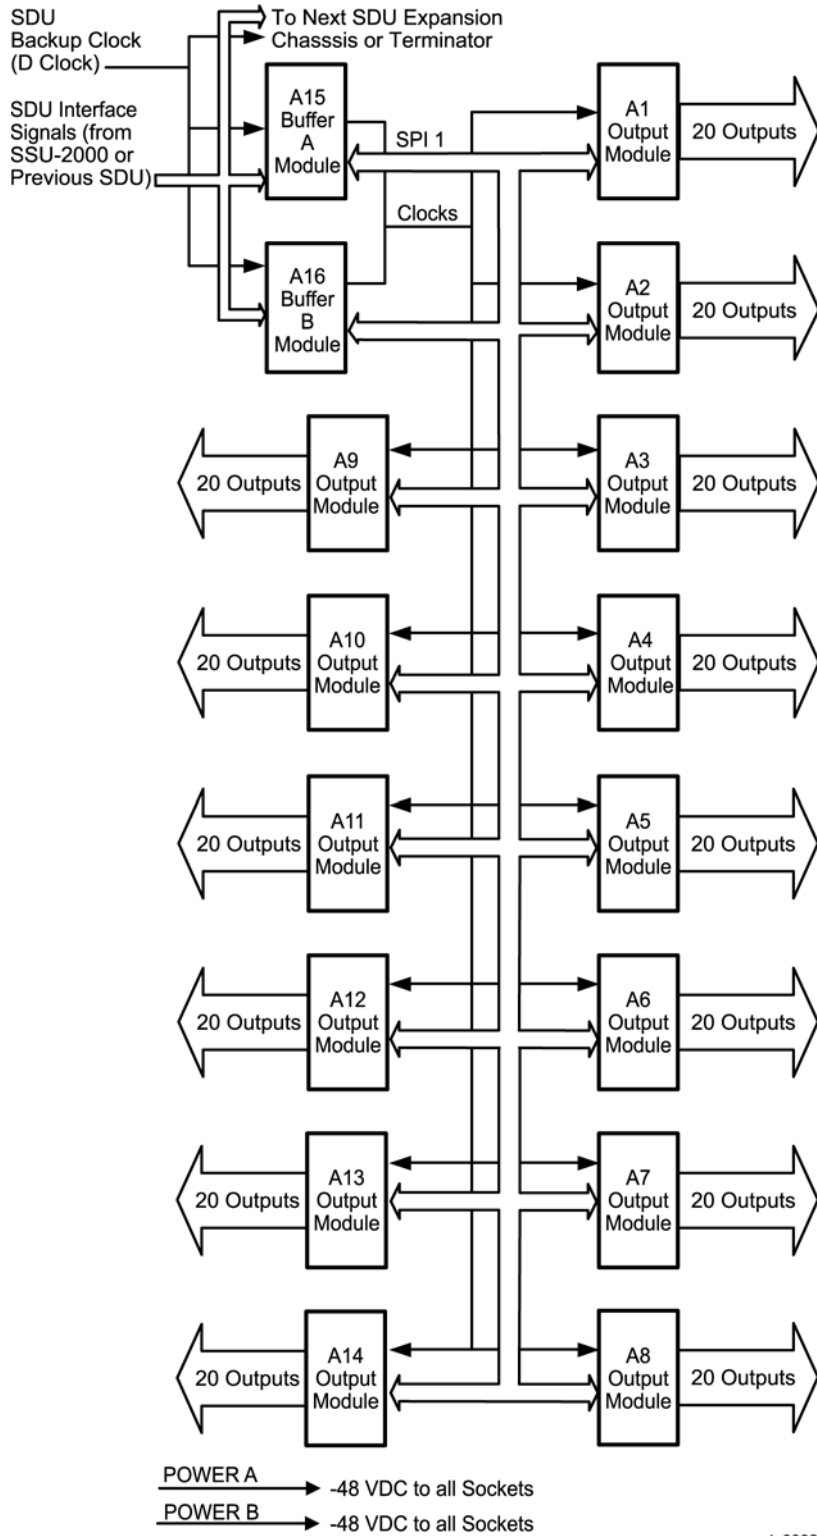 SDU
Backup Clock
(D Clock)
To Next SDU Expansion
Chasssis or Terminator
SDU Interface
Signals (from
SSU-2000 or
Previous SDU)
A15
Buffer
A
Module
SPI 1
A1
Output
Module
20 Outputs
Clocks
A16
Buffer
B
Module
A2
Output
Module
20 Outputs
20 Outputs
A9
Output
Module
A3
Output
Module
20 Outputs
20 Outputs
A10
Output
Module
A4
Output
Module
20 Outputs
20 Outputs
A11
Output
Module
A5
Output
Module
20 Outputs
20 Outputs
A12
Output
Module
A6
Output
Module
20 Outputs
20 Outputs
A13
Output
Module
A7
Output
Module
20 Outputs
20 Outputs
A14
Output
Module
A8
Output
Module
20 Outputs
POWER A
-48 VDC to all Sockets
POWER B
-48 VDC to all Sockets